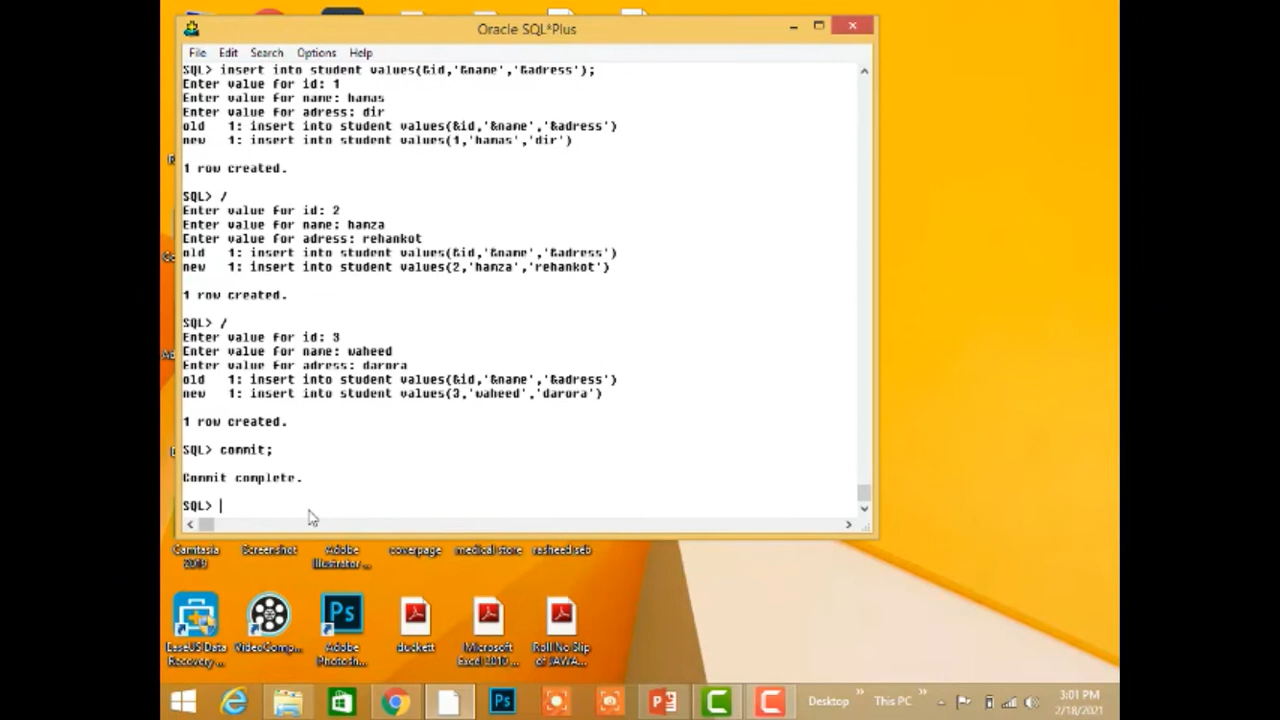 Oracle SQL*Plus
File Edit Search Options Help
SQL> insert into student values(&id,'&name','&adress');
Enter value for id: 1
Enter value for name: hamas
Enter value for adress: dir
old 1: insert into student values(&id,'&name','&adress')
new 1: insert into student values(1,'hamas','dir')
1 row created.
SQL> /
Enter value for id: 2
Enter value for name: hamza
Enter value for adress: rehankot
old 1: insert into student values(&id,'&name','&adress')
new 1: insert into student values(2,'hamza','rehankot')
1 row created.
SQL> /
Enter value for id: 3
Enter value for name: waheed
Enter value for adress: darora
old 1: insert into student values(&id,'&name','&adress')
new 1: insert into student values(3,'waheed','darora')
1 row created.
SQL> commit;
Commit complete.
SQL>
Camtasia 2019
Screenshot
Adobe Illustrator ...
coverpage
medical store
rasheed seb
EaseUS Data Recovery ...
VideoComp...
Adobe Photosh...
duckett
Microsoft Excel 2010 ...
Roll No Slip of JAWA...
Desktop
This PC
3:01 PM
2/18/2021